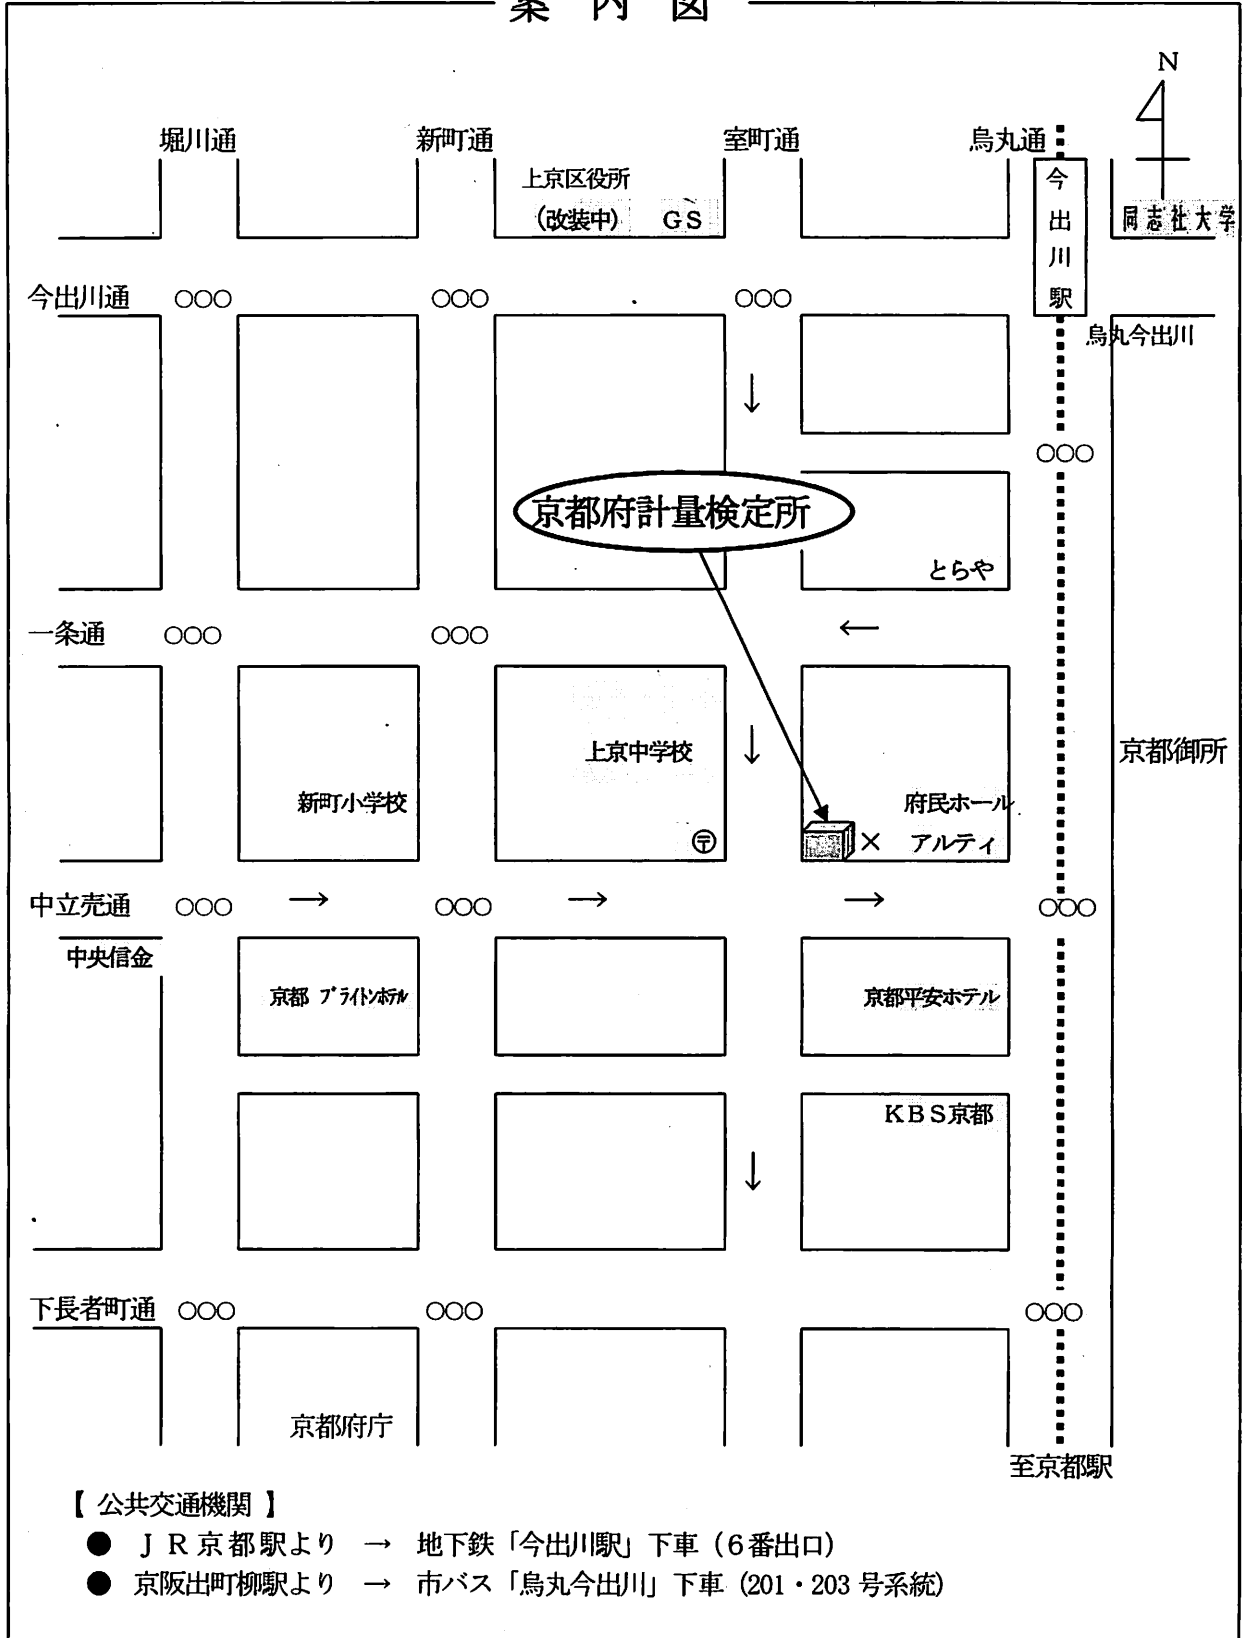 案内図
N
堀川通
新町通
室町通
烏丸通
上京区役所
(改装中) GS
今出川駅
同志社大学
今出川通
烏丸今出川
京都府計量検定所
とらや
一条通
上京中学校
京都御所
新町小学校
府民ホール
アルティ
〒
中立売通
中央信金
京都 ブライトンホテル
京都平安ホテル
KBS京都
下長者町通
京都府庁
至京都駅
【 公共交通機関 】
● JR京都駅より → 地下鉄「今出川駅」下車(6番出口)
● 京阪出町柳駅より → 市バス「烏丸今出川」下車(201・203号系統)